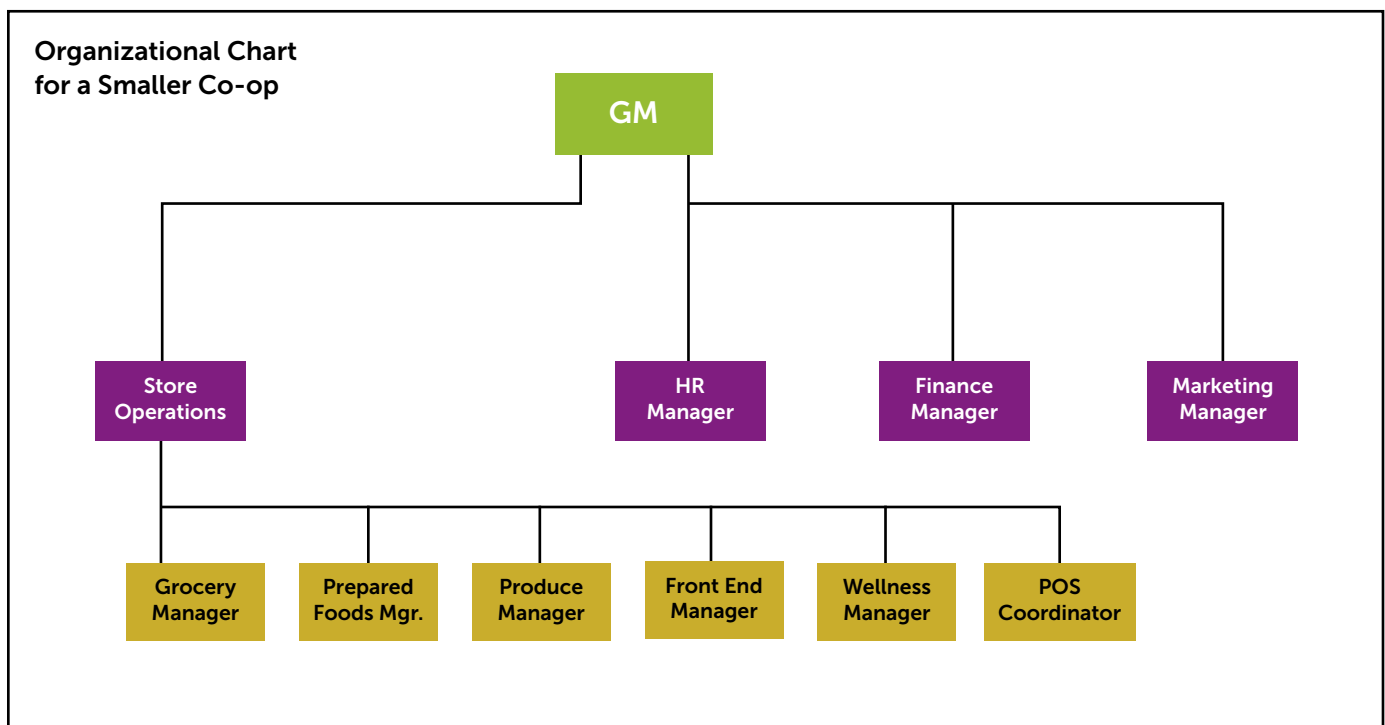 Organizational Chart
for a Smaller Co-op
GM
Store
Operations
HR
Manager
Finance
Manager
Marketing
Manager
Grocery
Manager
Prepared
Foods Mgr.
Produce
Manager
Front End
Manager
Wellness
Manager
POS
Coordinator